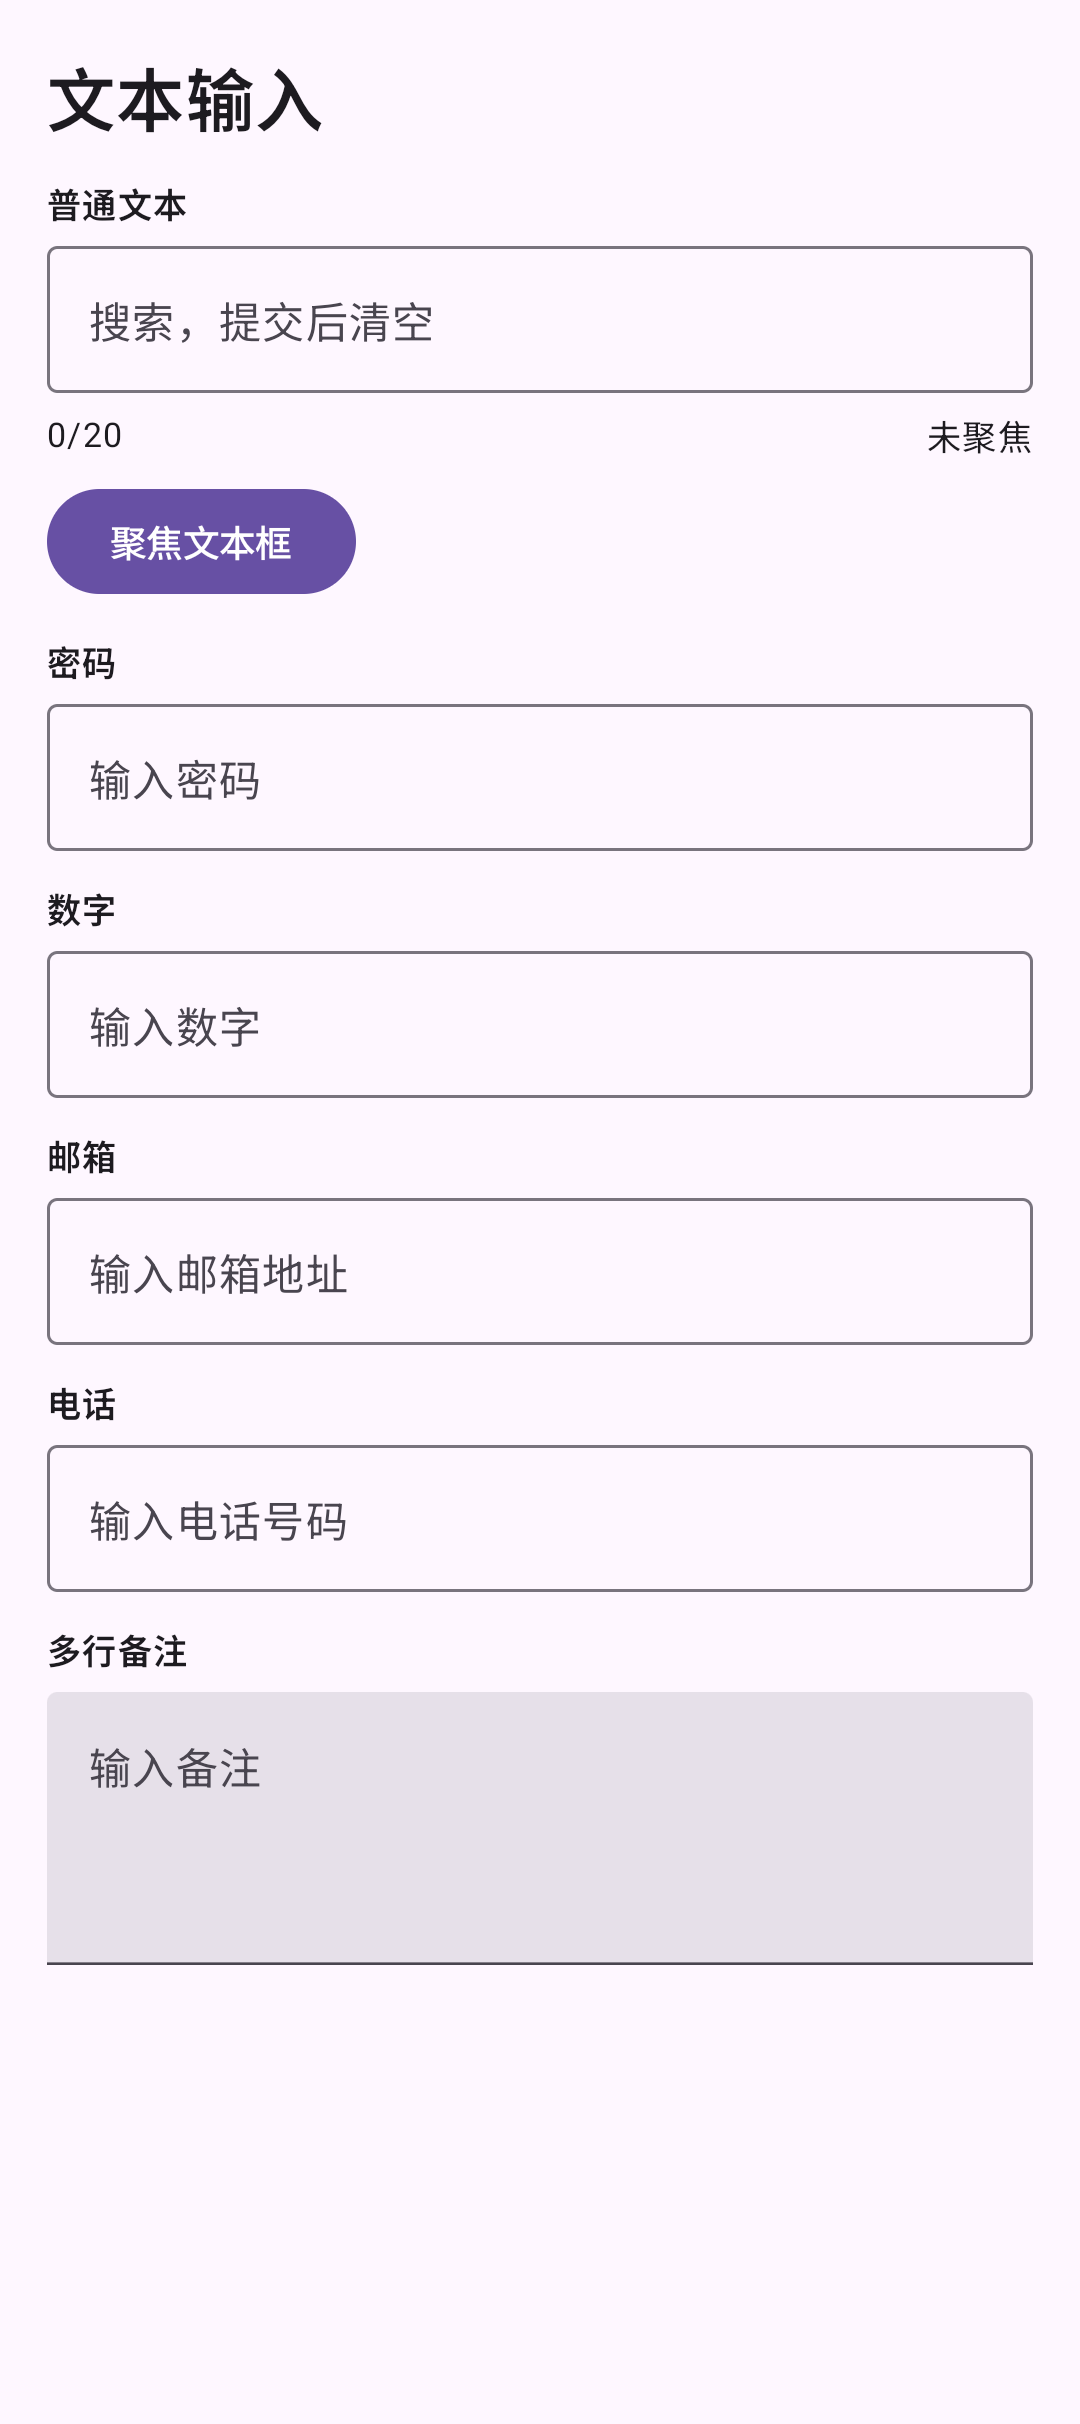 文本输入
普通文本
搜索，提交后清空
0/20 未聚焦
聚焦文本框
密码
输入密码
数字
输入数字
邮箱
输入邮箱地址
电话
输入电话号码
多行备注
输入备注